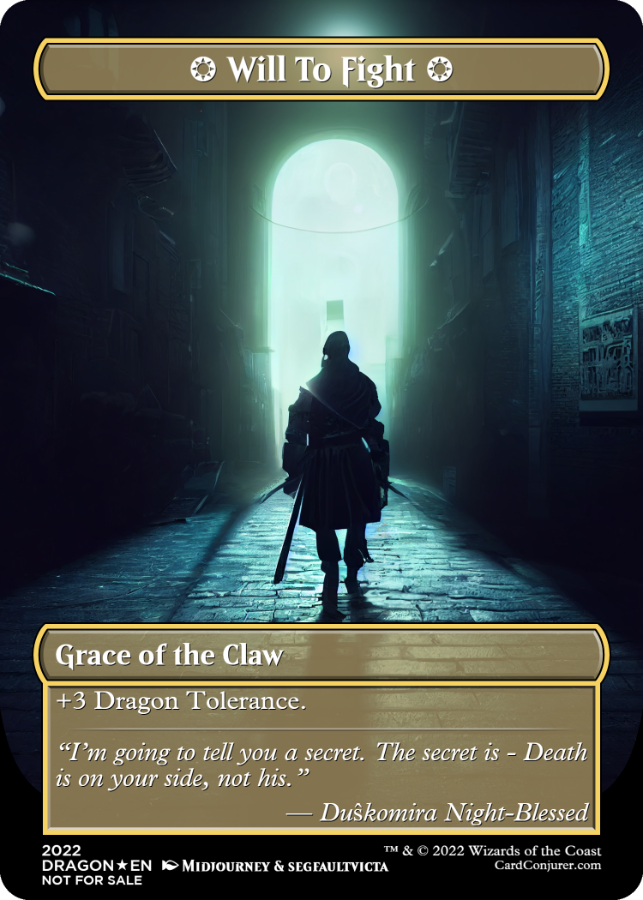 Will To Fight
Grace of the Claw
+3 Dragon Tolerance.
“I'm going to tell you a secret. The secret is - Death
is on your side, not his.”
— Duŝkomira Night-Blessed
2022
DRAGON★EN Midjourney & segfaultvicta
NOT FOR SALE
™ & © 2022 Wizards of the Coast
CardConjurer.com